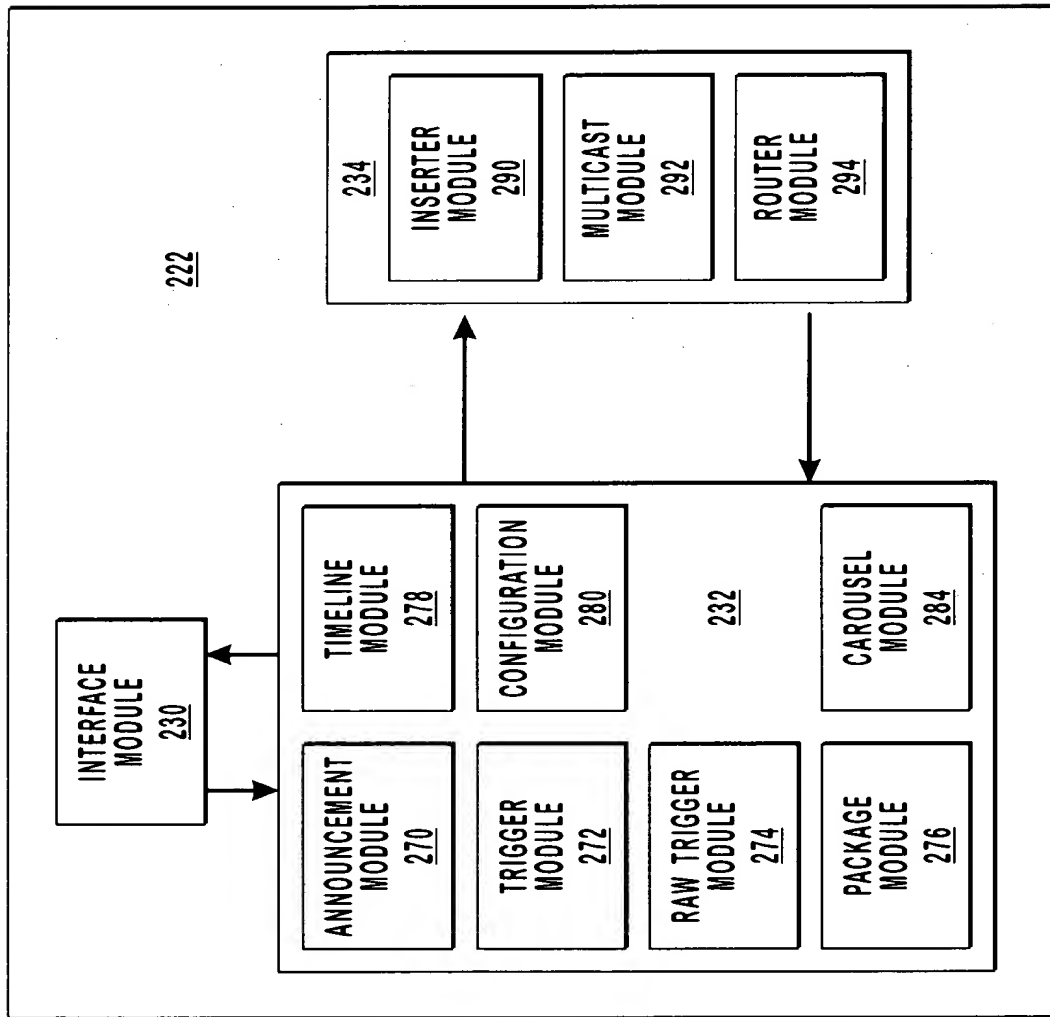 222
INTERFACE
MODULE
230
ANNOUNCEMENT
MODULE
270
TRIGGER
MODULE
272
RAW TRIGGER
MODULE
274
PACKAGE
MODULE
276
TIMELINE
MODULE
278
CONFIGURATION
MODULE
280
232
CAROUSEL
MODULE
284
234
INSERTER
MODULE
290
MULTICAST
MODULE
292
ROUTER
MODULE
294